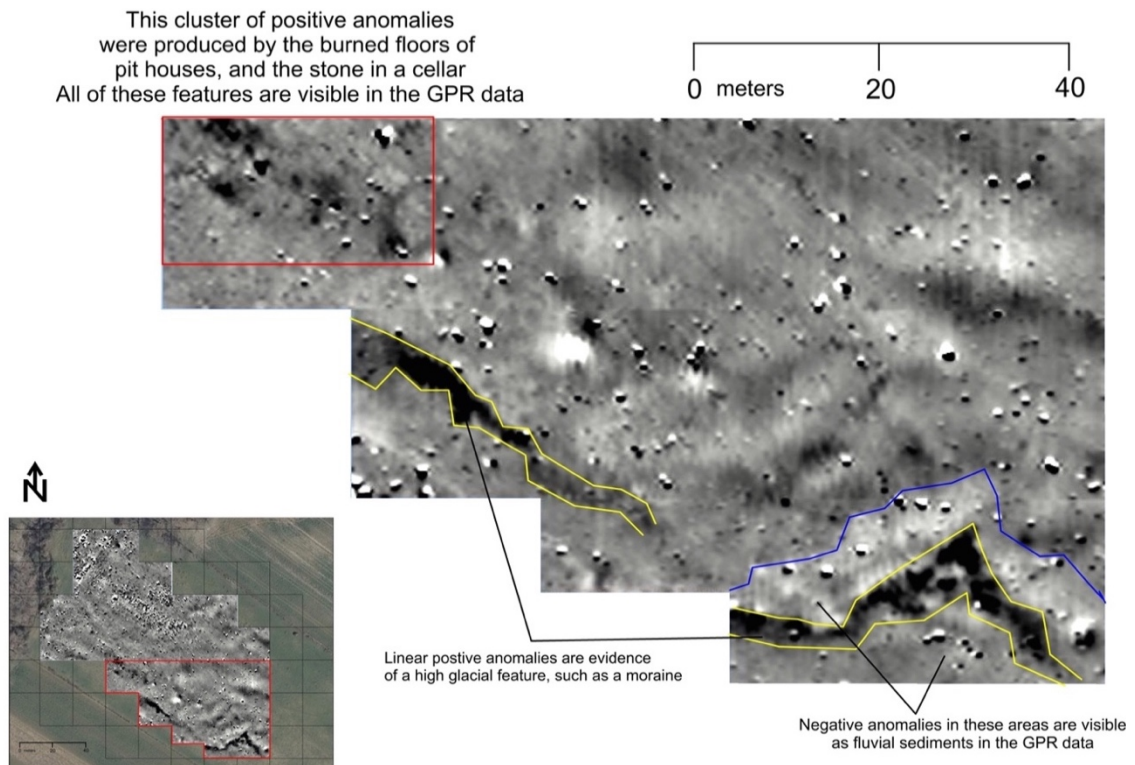 This cluster of positive anomalies
were produced by the burned floors of
pit houses, and the stone in a cellar
All of these features are visible in the GPR data
0 meters 20 40
N
Linear postive anomalies are evidence
of a high glacial feature, such as a moraine
Negative anomalies in these areas are visible
as fluvial sediments in the GPR data